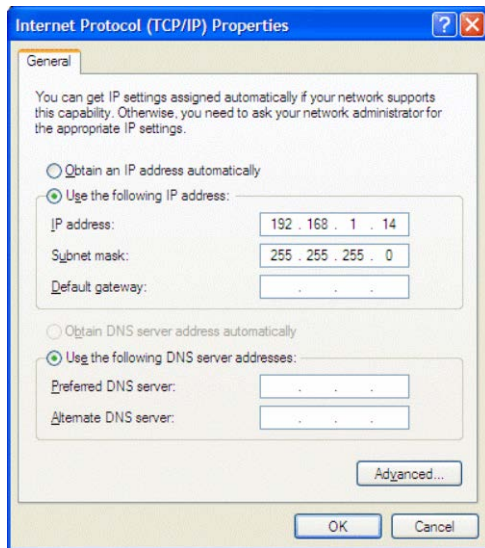 Internet Protocol (TCP/IP) Properties
General
You can get IP settings assigned automatically if your network supports
this capability. Otherwise, you need to ask your network administrator for
the appropriate IP settings.
Obtain an IP address automatically
Use the following IP address:
IP address: 192 . 168 . 1 . 14
Subnet mask: 255 . 255 . 255 . 0
Default gateway: . . .
Obtain DNS server address automatically
Use the following DNS server addresses:
Preferred DNS server: . . .
Alternate DNS server: . . .
Advanced...
OK Cancel